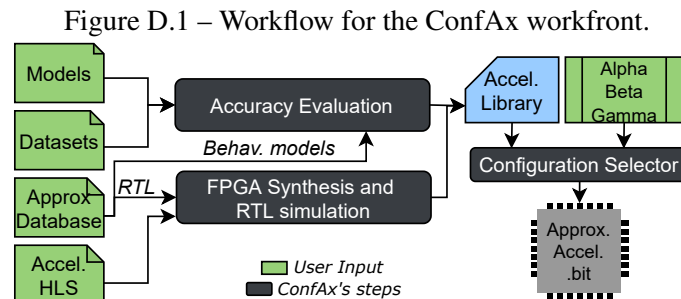 Figure D.1 – Workflow for the ConfAx workfront.
Models
Datasets
Approx
Database
Accel.
HLS
Accuracy Evaluation
Behav. models
RTL
FPGA Synthesis and
RTL simulation
Accel.
Library
Alpha
Beta
Gamma
Configuration Selector
Approx.
Accel.
.bit
User Input
ConfAx's steps